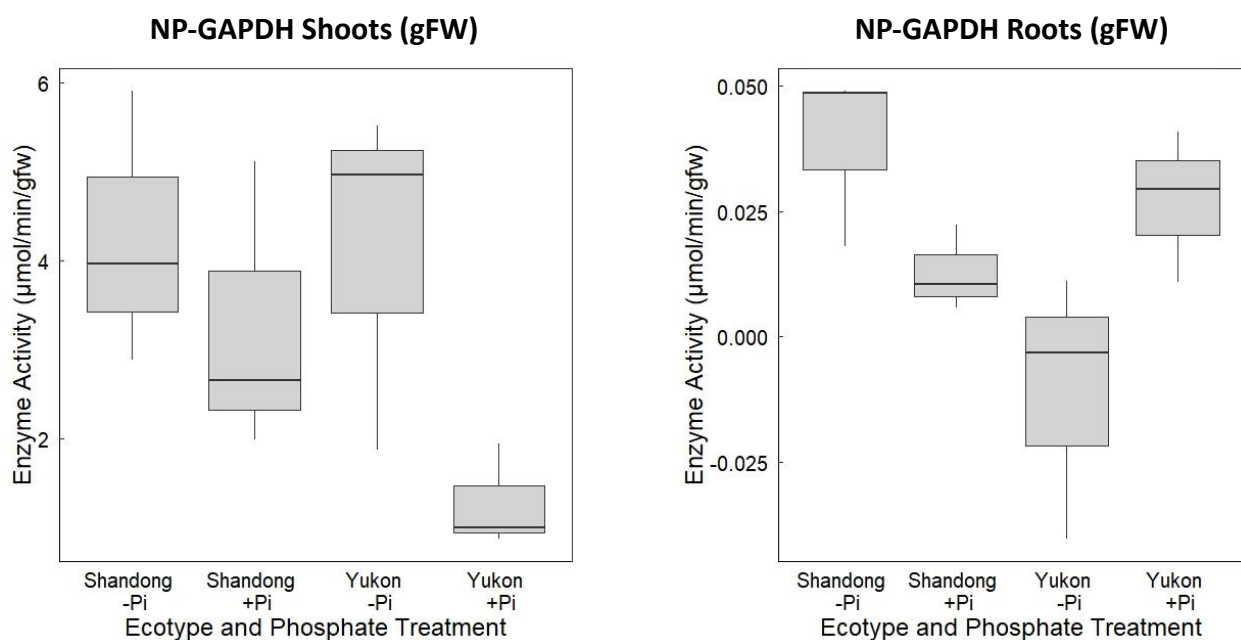 NP-GAPDH Shoots (gFW)
Enzyme Activity (μmol/min/gfw)
6
4
2
Shandong
-Pi
Shandong
+Pi
Yukon
-Pi
Yukon
+Pi
Ecotype and Phosphate Treatment
NP-GAPDH Roots (gFW)
Enzyme Activity (μmol/min/gfw)
0.050
0.025
0.000
-0.025
Shandong
-Pi
Shandong
+Pi
Yukon
-Pi
Yukon
+Pi
Ecotype and Phosphate Treatment